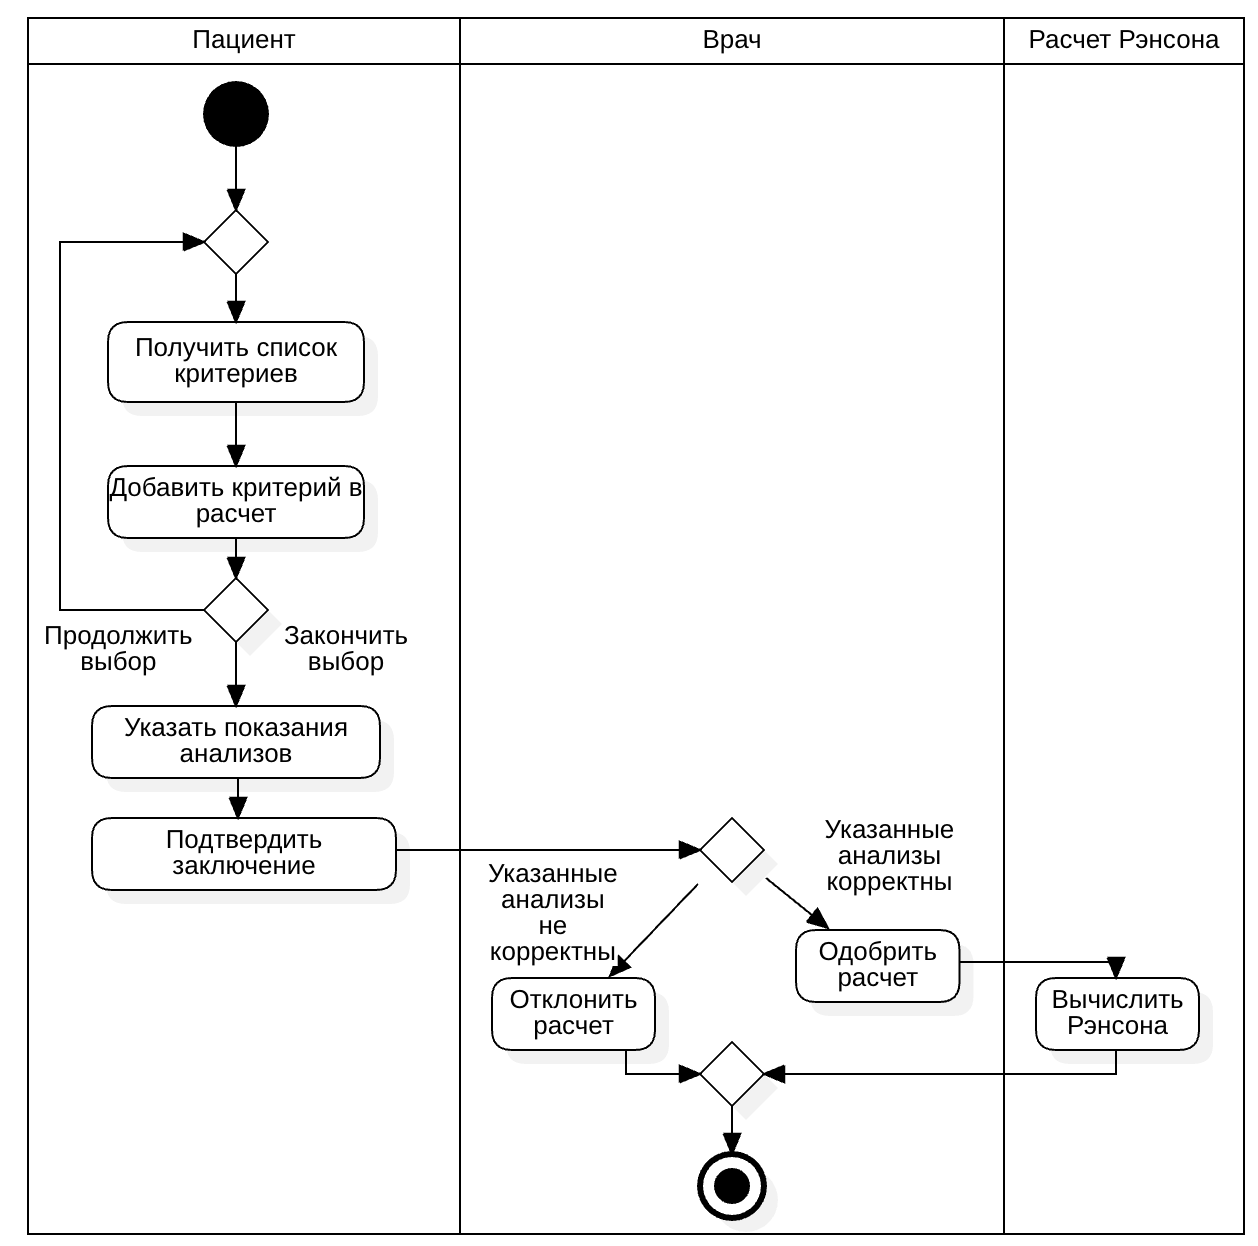 Пациент
Врач
Расчет Рэнсона
Получить список
критериев
Добавить критерий в
расчет
Продолжить
выбор
Закончить
выбор
Указать показания
анализов
Подтвердить
заключение
Указанные
анализы
не
корректны
Указанные
анализы
корректны
Одобрить
расчет
Отклонить
расчет
Вычислить
Рэнсона